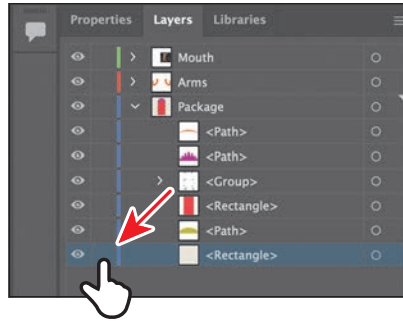 Properties Layers Libraries
Mouth
Arms
Package
<Path>
<Path>
<Group>
<Rectangle>
<Path>
<Rectangle>